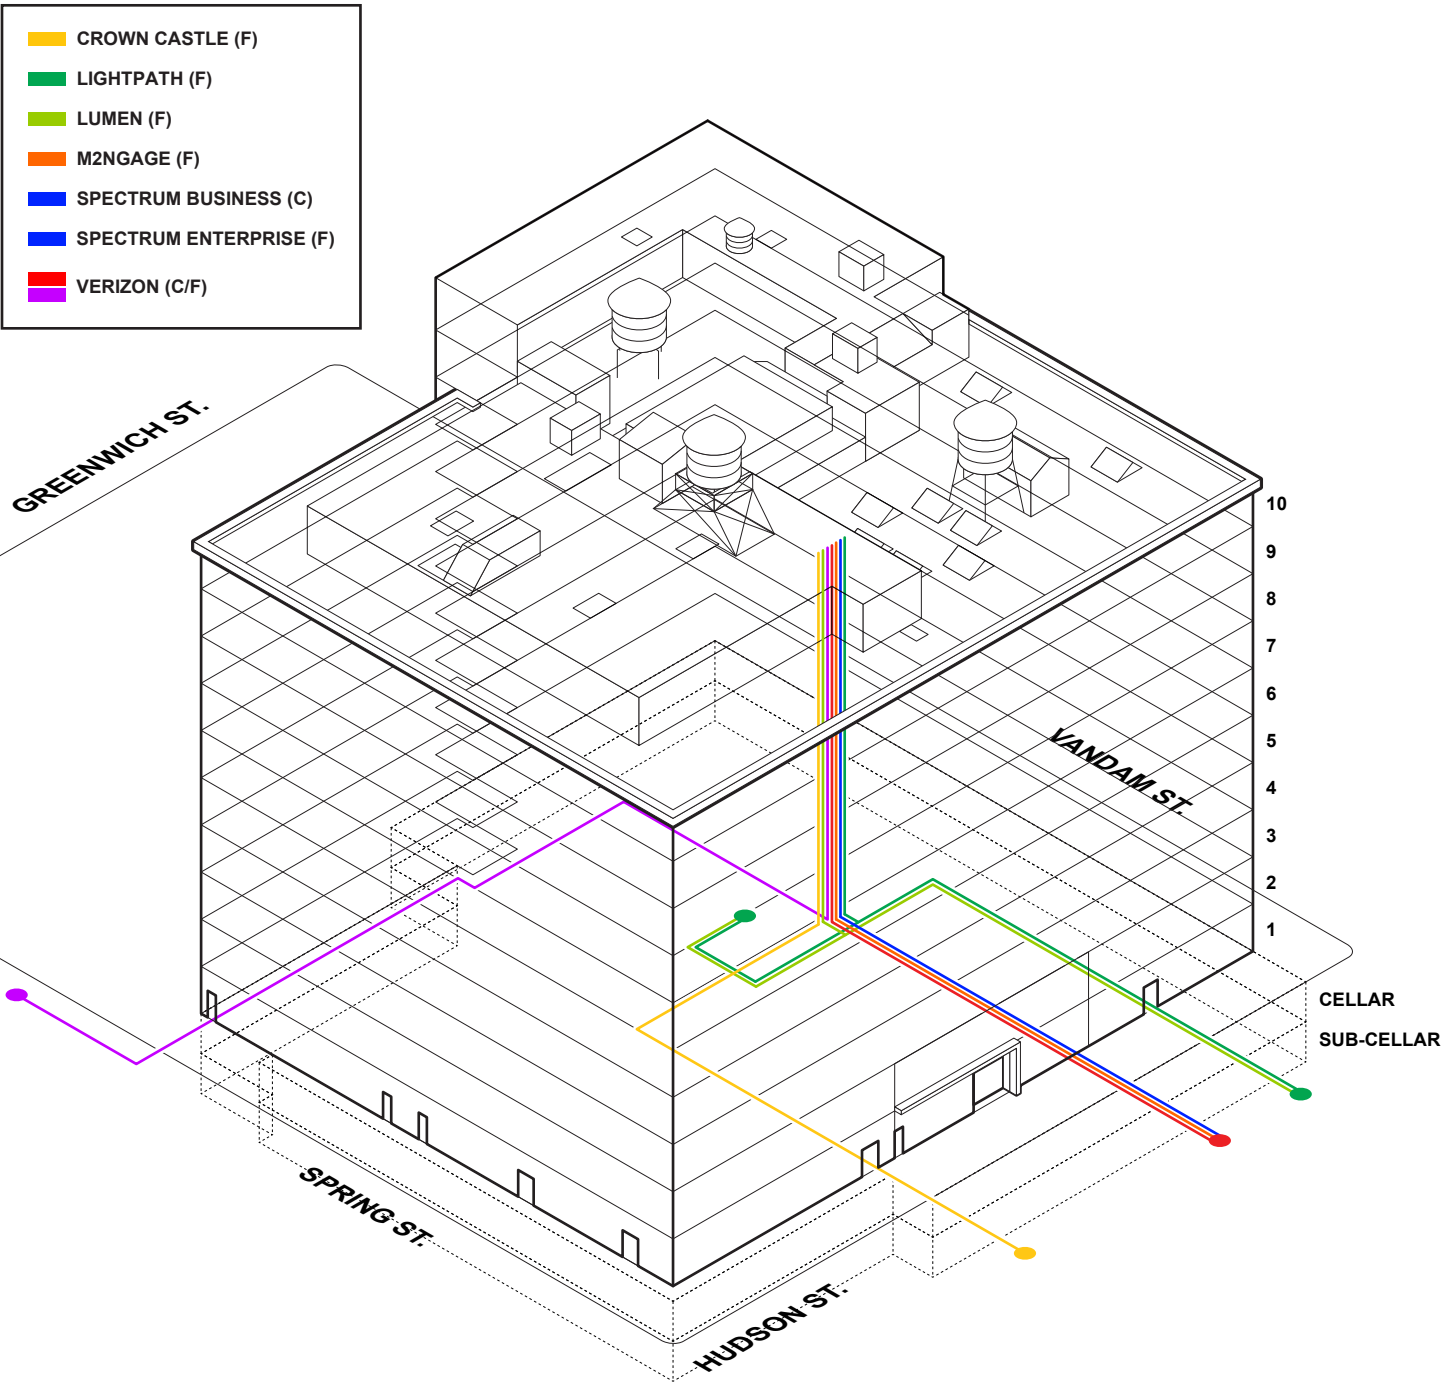 CROWN CASTLE (F)
LIGHTPATH (F)
LUMEN (F)
M2NGAGE (F)
SPECTRUM BUSINESS (C)
SPECTRUM ENTERPRISE (F)
VERIZON (C/F)
GREENWICH ST.
10
9
8
7
6
5
4
3
2
1
VANDAM ST.
CELLAR
SUB-CELLAR
SPRING ST.
HUDSON ST.